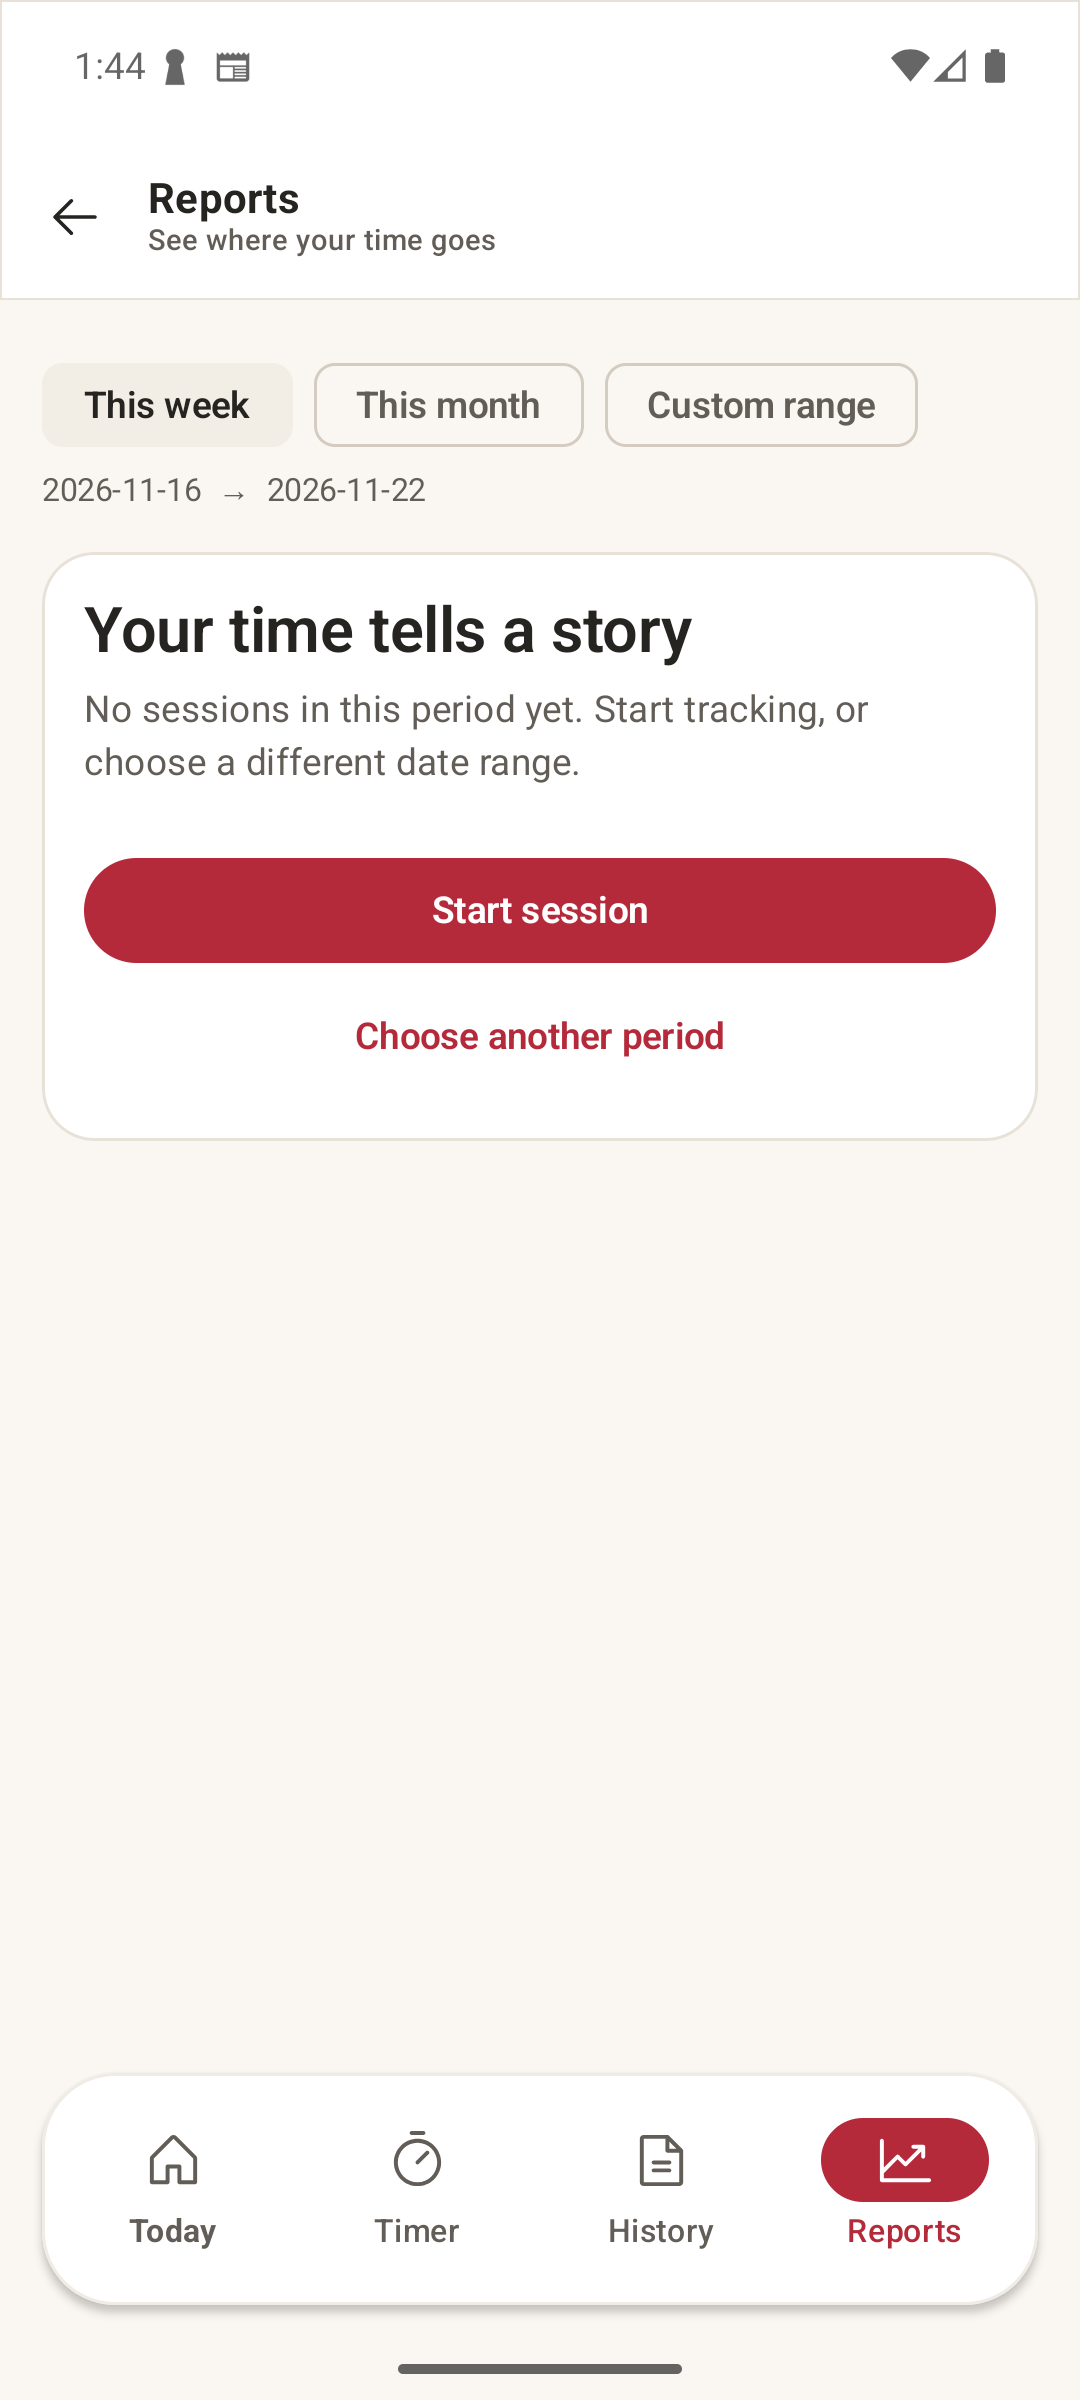 1:44
Reports
See where your time goes
This week
This month
Custom range
2026-11-16 → 2026-11-22
Your time tells a story
No sessions in this period yet. Start tracking, or
choose a different date range.
Start session
Choose another period
Today
Timer
History
Reports